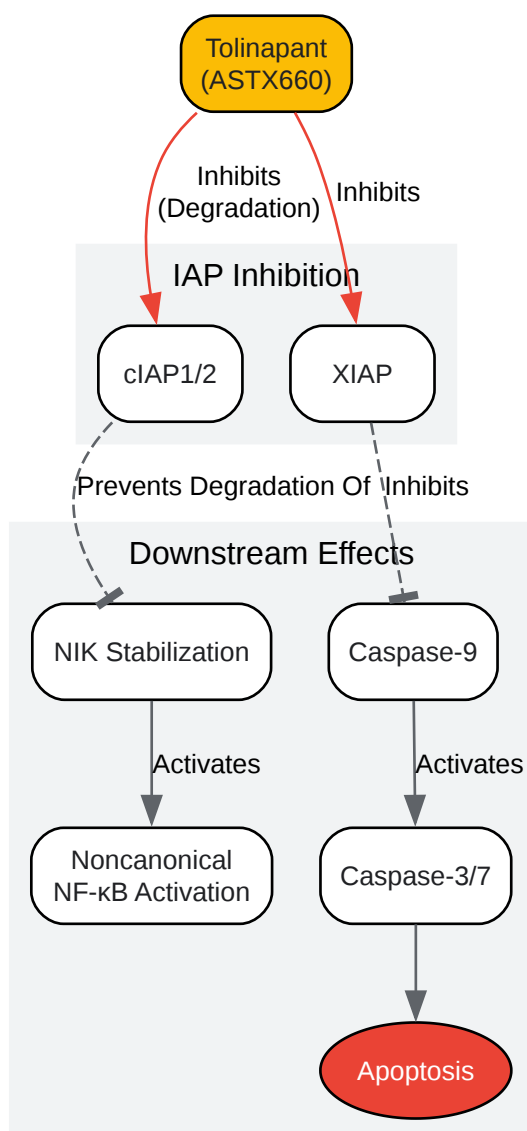 Tolinapant
(ASTX660)
Inhibits
(Degradation)
Inhibits
IAP Inhibition
cIAP1/2
XIAP
Prevents Degradation Of
Inhibits
Downstream Effects
NIK Stabilization
Caspase-9
Activates
Activates
Noncanonical
NF-κB Activation
Caspase-3/7
Apoptosis